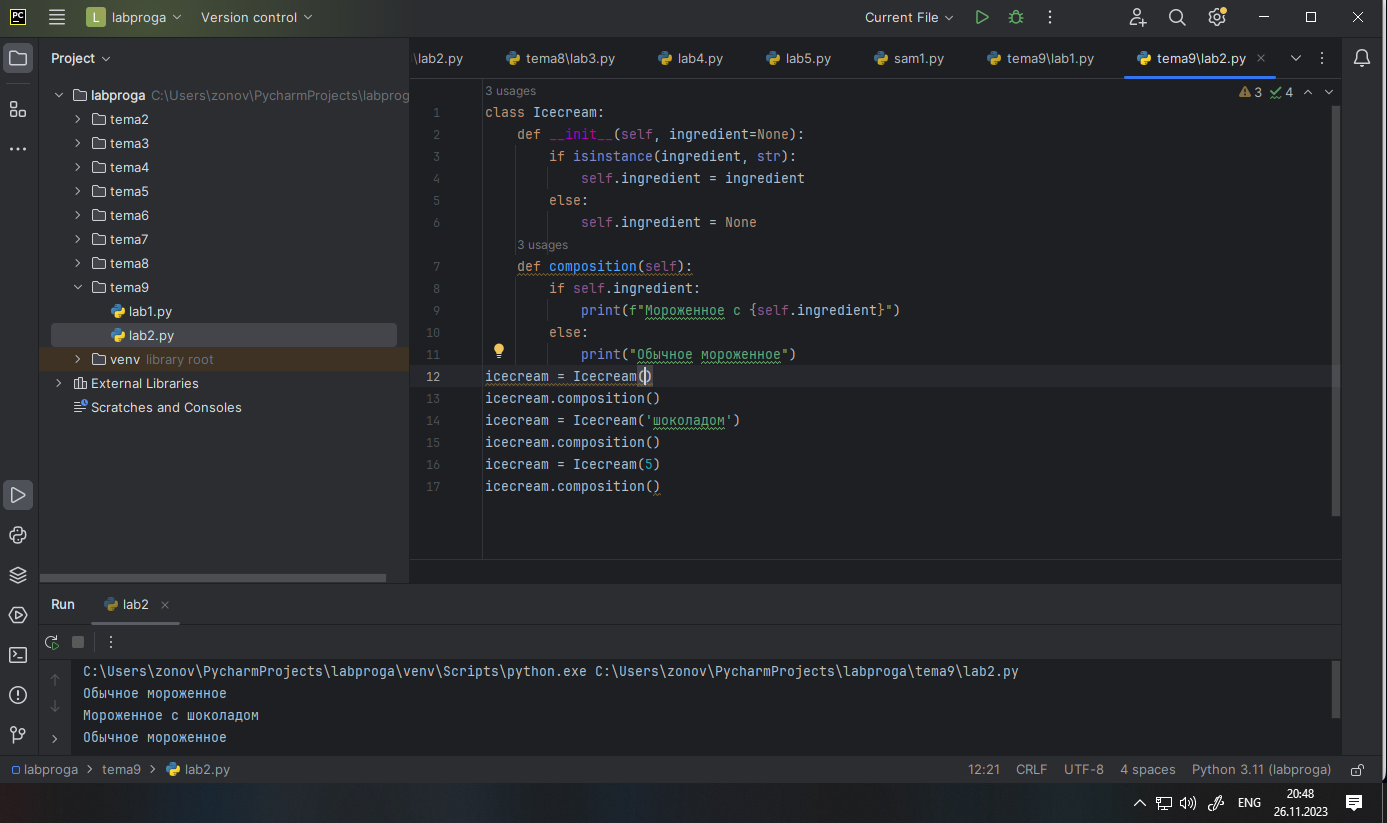 PC L labproga Version control Current File
Project
labproga C:\Users\zonov\PycharmProjects\labprog
tema2
tema3
tema4
tema5
tema6
tema7
tema8
tema9
lab1.py
lab2.py
venv library root
External Libraries
Scratches and Consoles
\lab2.py tema8\lab3.py lab4.py lab5.py sam1.py tema9\lab1.py tema9\lab2.py
3 usages
3 4
1 class Icecream:
2 def __init__(self, ingredient=None):
3 if isinstance(ingredient, str):
4 self.ingredient = ingredient
5 else:
6 self.ingredient = None
3 usages
7 def composition(self):
8 if self.ingredient:
9 print(f"Мороженное с {self.ingredient}")
10 else:
11 print("Обычное мороженное")
12 icecream = Icecream()
13 icecream.composition()
14 icecream = Icecream('шоколадом')
15 icecream.composition()
16 icecream = Icecream(5)
17 icecream.composition()
Run lab2
C:\Users\zonov\PycharmProjects\labproga\venv\Scripts\python.exe C:\Users\zonov\PycharmProjects\labproga\tema9\lab2.py
Обычное мороженное
Мороженное с шоколадом
Обычное мороженное
labproga tema9 lab2.py 12:21 CRLF UTF-8 4 spaces Python 3.11 (labproga)
ENG 20:48
26.11.2023